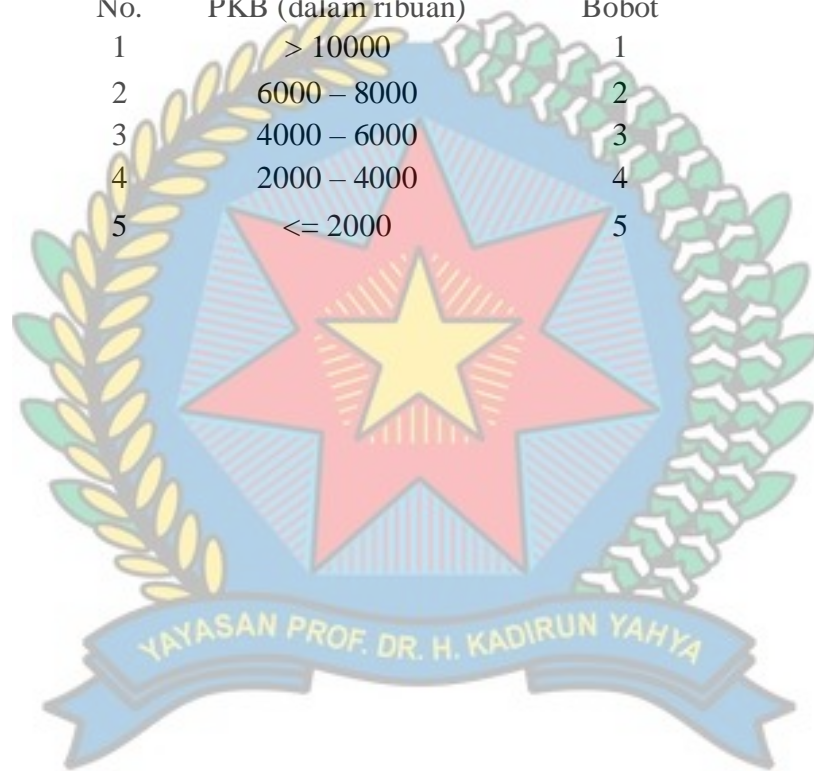 No. PKB (dalam ribuan) Bobot
1 > 10000 1
2 6000 – 8000 2
3 4000 – 6000 3
4 2000 – 4000 4
5 <= 2000 5
YAYASAN PROF. DR. H. KADIRUN YAHYA